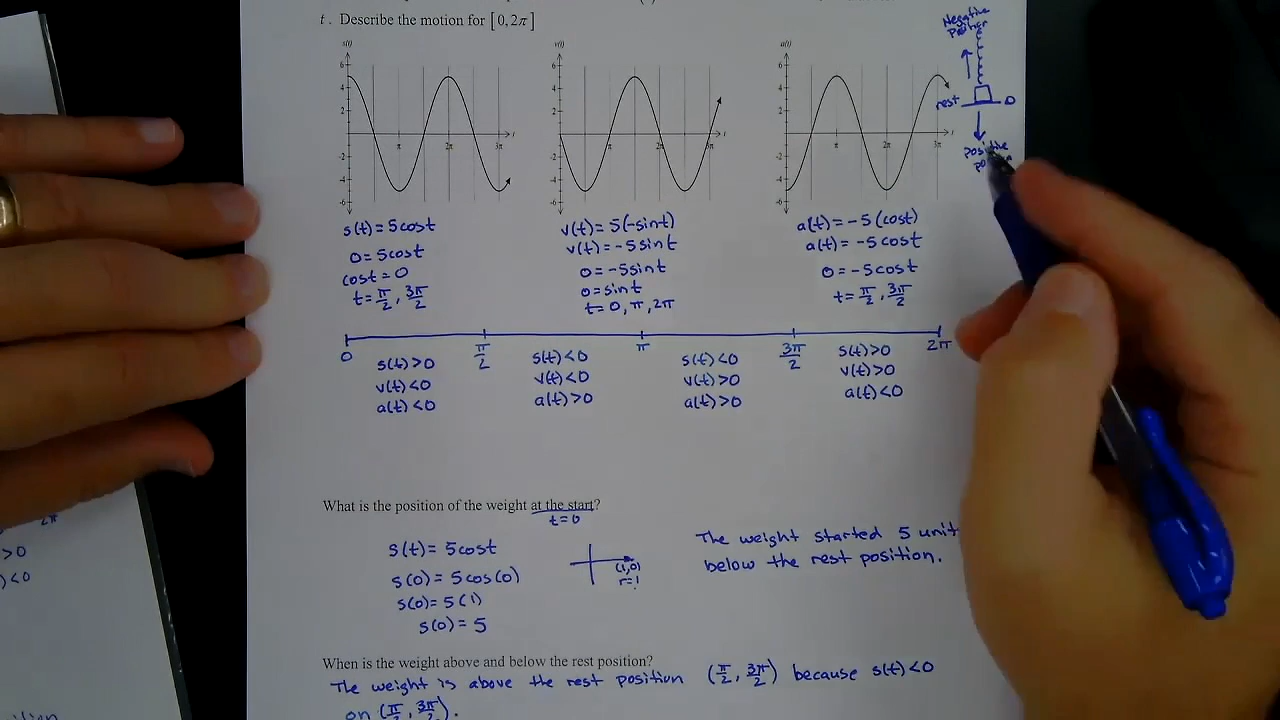 t. Describe the motion for [0, 2π]
Negative
rest 0
Positive
s(t) v(t) a(t)
s(t) = 5cost
0 = 5cost
cost = 0
t = π/2, 3π/2
v(t) = 5(-sint)
v(t) = -5sint
0 = -5sint
0 = sint
t = 0, π, 2π
a(t) = -5(cost)
a(t) = -5cost
0 = -5cost
t = π/2, 3π/2
0 π/2 π 3π/2 2π
s(t)>0
v(t)<0
a(t)<0
s(t)<0
v(t)<0
a(t)>0
s(t)<0
v(t)>0
a(t)>0
s(t)>0
v(t)>0
a(t)<0
What is the position of the weight at the start?
t=0
s(t) = 5cost
s(0) = 5cos(0)
s(0) = 5(1)
s(0) = 5
(1,0)
r=1
The weight started 5 unit
below the rest position.
When is the weight above and below the rest position?
The weight is above the rest position (π/2, 3π/2) because s(t)<0
on (π/2, 3π/2).
>0
)<0